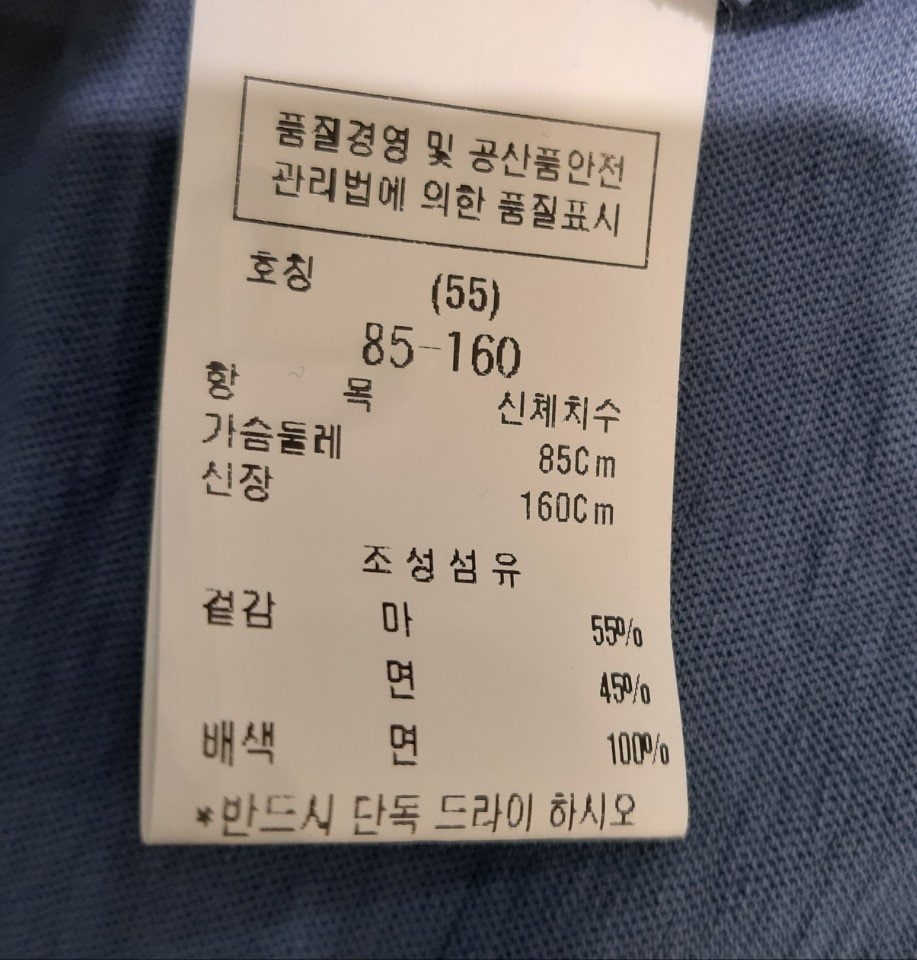 품질경영 및 공산품안전
관리법에 의한 품질표시
호칭 (55)
85-160
항 목 신체치수
가슴둘레 85Cm
신장 160Cm
조성섬유
겉감 마 55%
면 45%
배색 면 100%
*반드시 단독 드라이 하시오